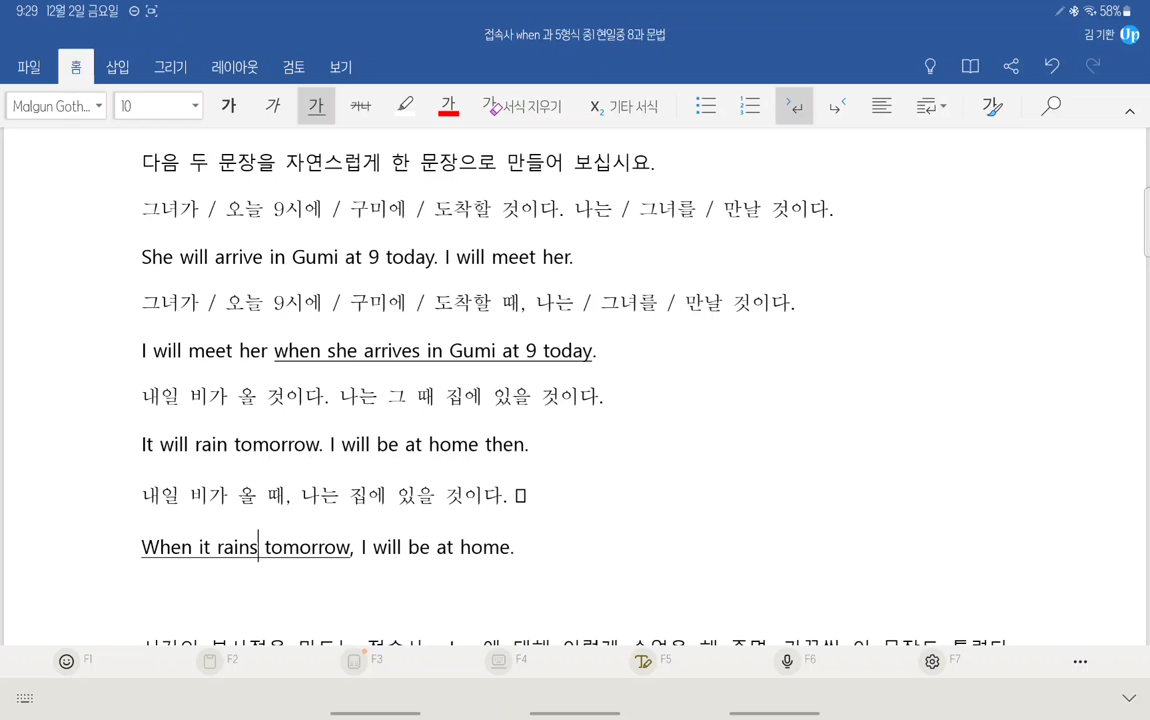 9:29 12월 2일 금요일 58%
접속사 when 과 5형식 중1 현일중 8과 문법
김 기환 Up
파일 홈 삽입 그리기 레이아웃 검토 보기
Malgun Goth... 10 가 가 가 가나 가 서식 지우기 X₂ 기타 서식
다음 두 문장을 자연스럽게 한 문장으로 만들어 보십시요.
그녀가 / 오늘 9시에 / 구미에 / 도착할 것이다. 나는 / 그녀를 / 만날 것이다.
She will arrive in Gumi at 9 today. I will meet her.
그녀가 / 오늘 9시에 / 구미에 / 도착할 때, 나는 / 그녀를 / 만날 것이다.
I will meet her when she arrives in Gumi at 9 today.
내일 비가 올 것이다. 나는 그 때 집에 있을 것이다.
It will rain tomorrow. I will be at home then.
내일 비가 올 때, 나는 집에 있을 것이다.
When it rains tomorrow, I will be at home.
F1 F2 F3 F4 F5 F6 F7